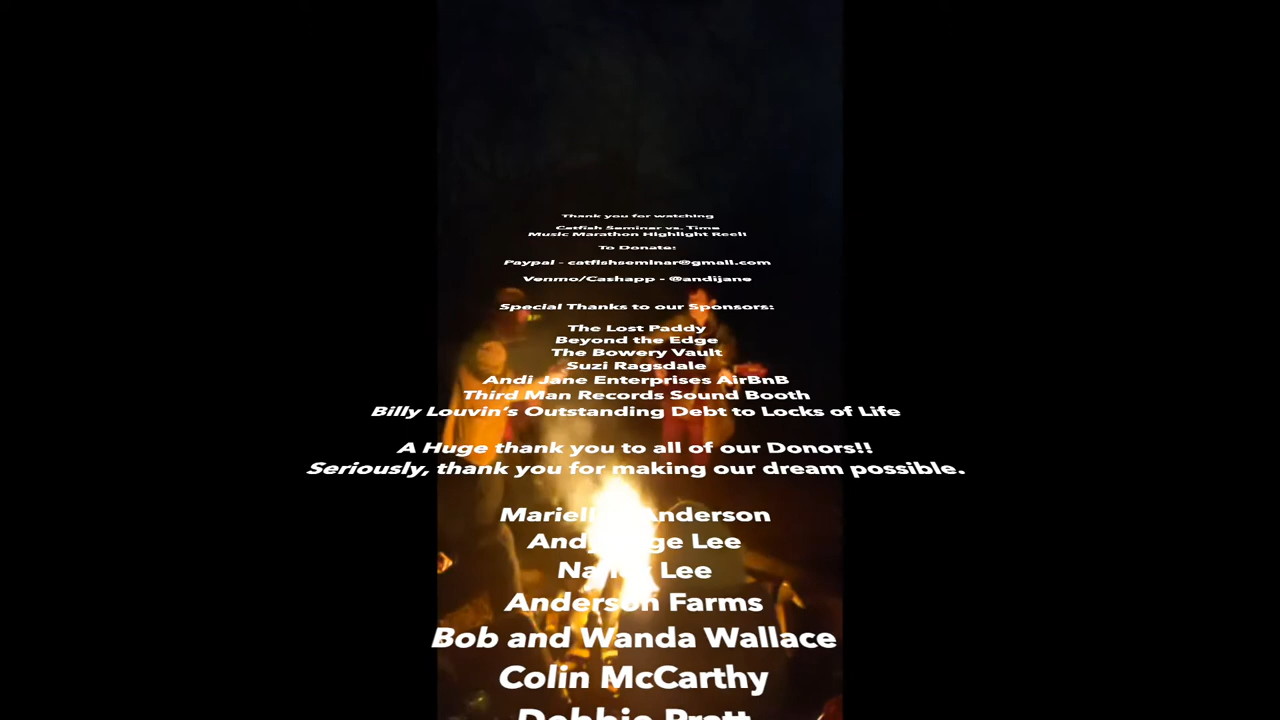 Thank you for watching
Catfish Seminar vs. Time
Music Marathon Highlight Reel!
To Donate:
Paypal - catfishseminar@gmail.com
Venmo/Cashapp - @andijane
Special Thanks to our Sponsors:
The Lost Paddy
Beyond the Edge
The Bowery Vault
Suzi Ragsdale
Andi Jane Enterprises AirBnB
Third Man Records Sound Booth
Billy Louvin's Outstanding Debt to Locks of Life
A Huge thank you to all of our Donors!!
Seriously, thank you for making our dream possible.
Anderson
Lee
Nancy Lee
Anderson Farms
Bob and Wanda Wallace
Colin McCarthy
Debbie Pratt